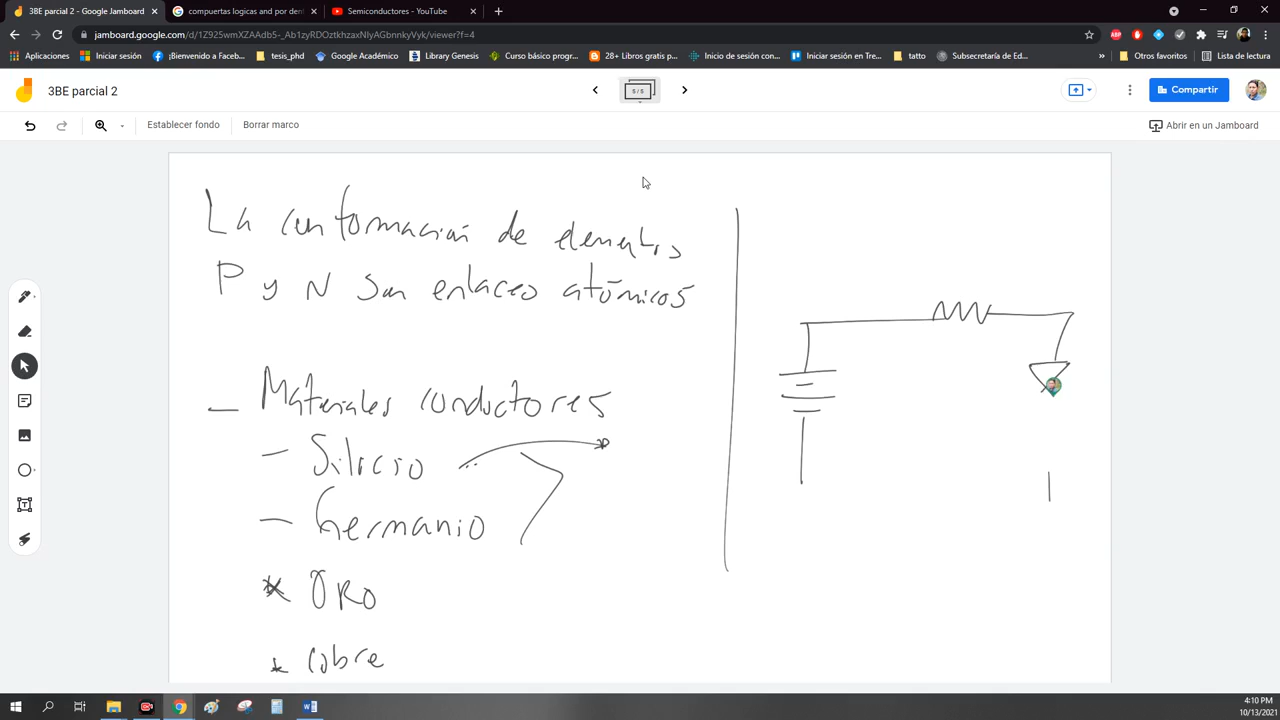 3BE parcial 2 - Google Jamboard
compuertas logicas and por den
Semiconductores - YouTube
jamboard.google.com/d/1Z925wmXZAAdb5-_Ab1zyRDOztkhzaxNlyAGbnnkyVyk/viewer?f=4
Aplicaciones
Iniciar sesión
¡Bienvenido a Faceb...
tesis_phd
Google Académico
Library Genesis
Curso básico progr...
28+ Libros gratis p...
Inicio de sesión con...
Iniciar sesión en Tre...
tatto
Subsecretaría de Ed...
»
Otros favoritos
Lista de lectura
3BE parcial 2
5 / 5
Compartir
Establecer fondo
Borrar marco
Abrir en un Jamboard
La conformación de elementos
P y N son enlaces atómicos
- Materiales conductores
- Silicio
- Germanio
* ORO
* Cobre
4:10 PM
10/13/2021